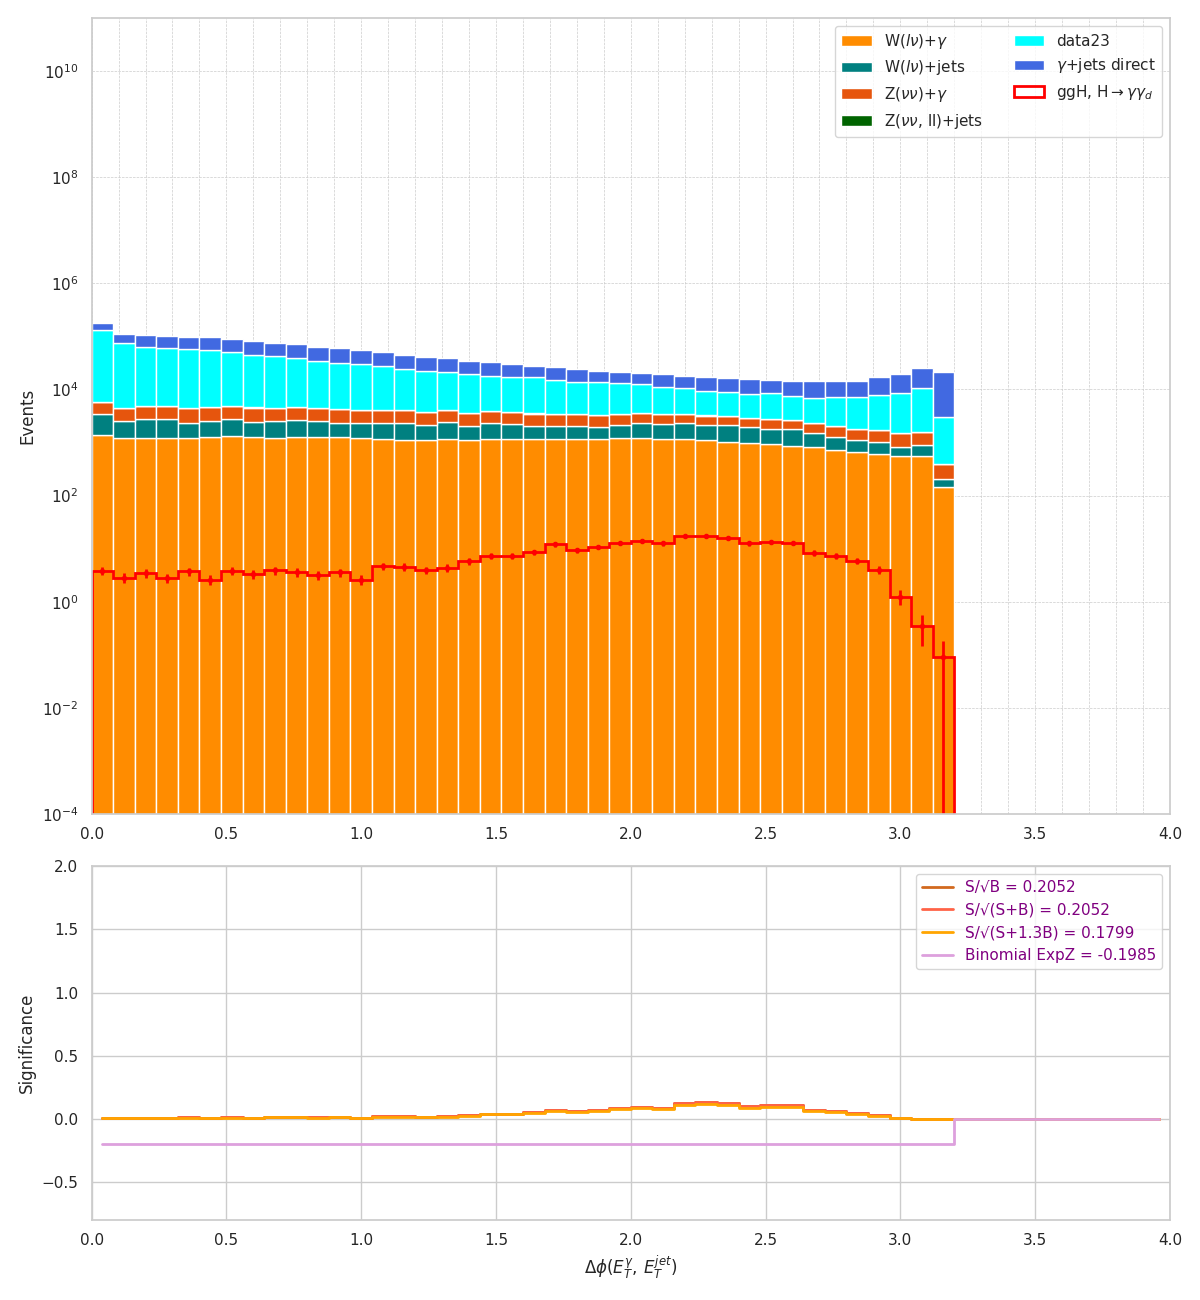 W(lν)+γ
W(lν)+jets
Z(νν)+γ
Z(νν, ll)+jets
data23
γ+jets direct
ggH, H→γγ_d
Events
10^10
10^8
10^6
10^4
10^2
10^0
10^−2
10^−4
0.0 0.5 1.0 1.5 2.0 2.5 3.0 3.5 4.0
S/√B = 0.2052
S/√(S+B) = 0.2052
S/√(S+1.3B) = 0.1799
Binomial ExpZ = -0.1985
Significance
2.0
1.5
1.0
0.5
0.0
−0.5
0.0 0.5 1.0 1.5 2.0 2.5 3.0 3.5 4.0
Δϕ(E_T^γ, E_T^jet)